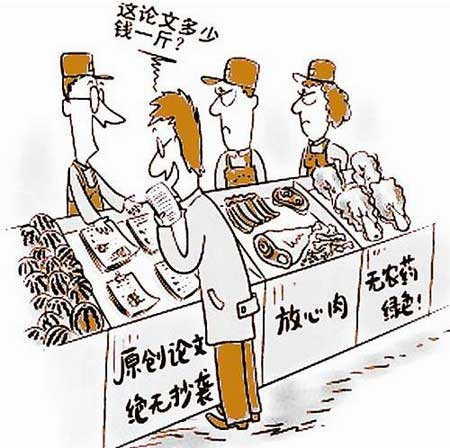 这论文多少
钱一斤？
原创论文
绝无抄袭
放心肉
无农药
绿色！